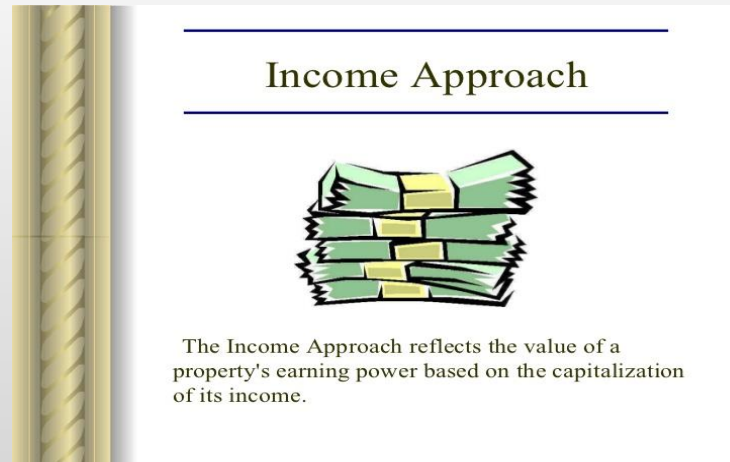 Income Approach
The Income Approach reflects the value of a
property's earning power based on the capitalization
of its income.